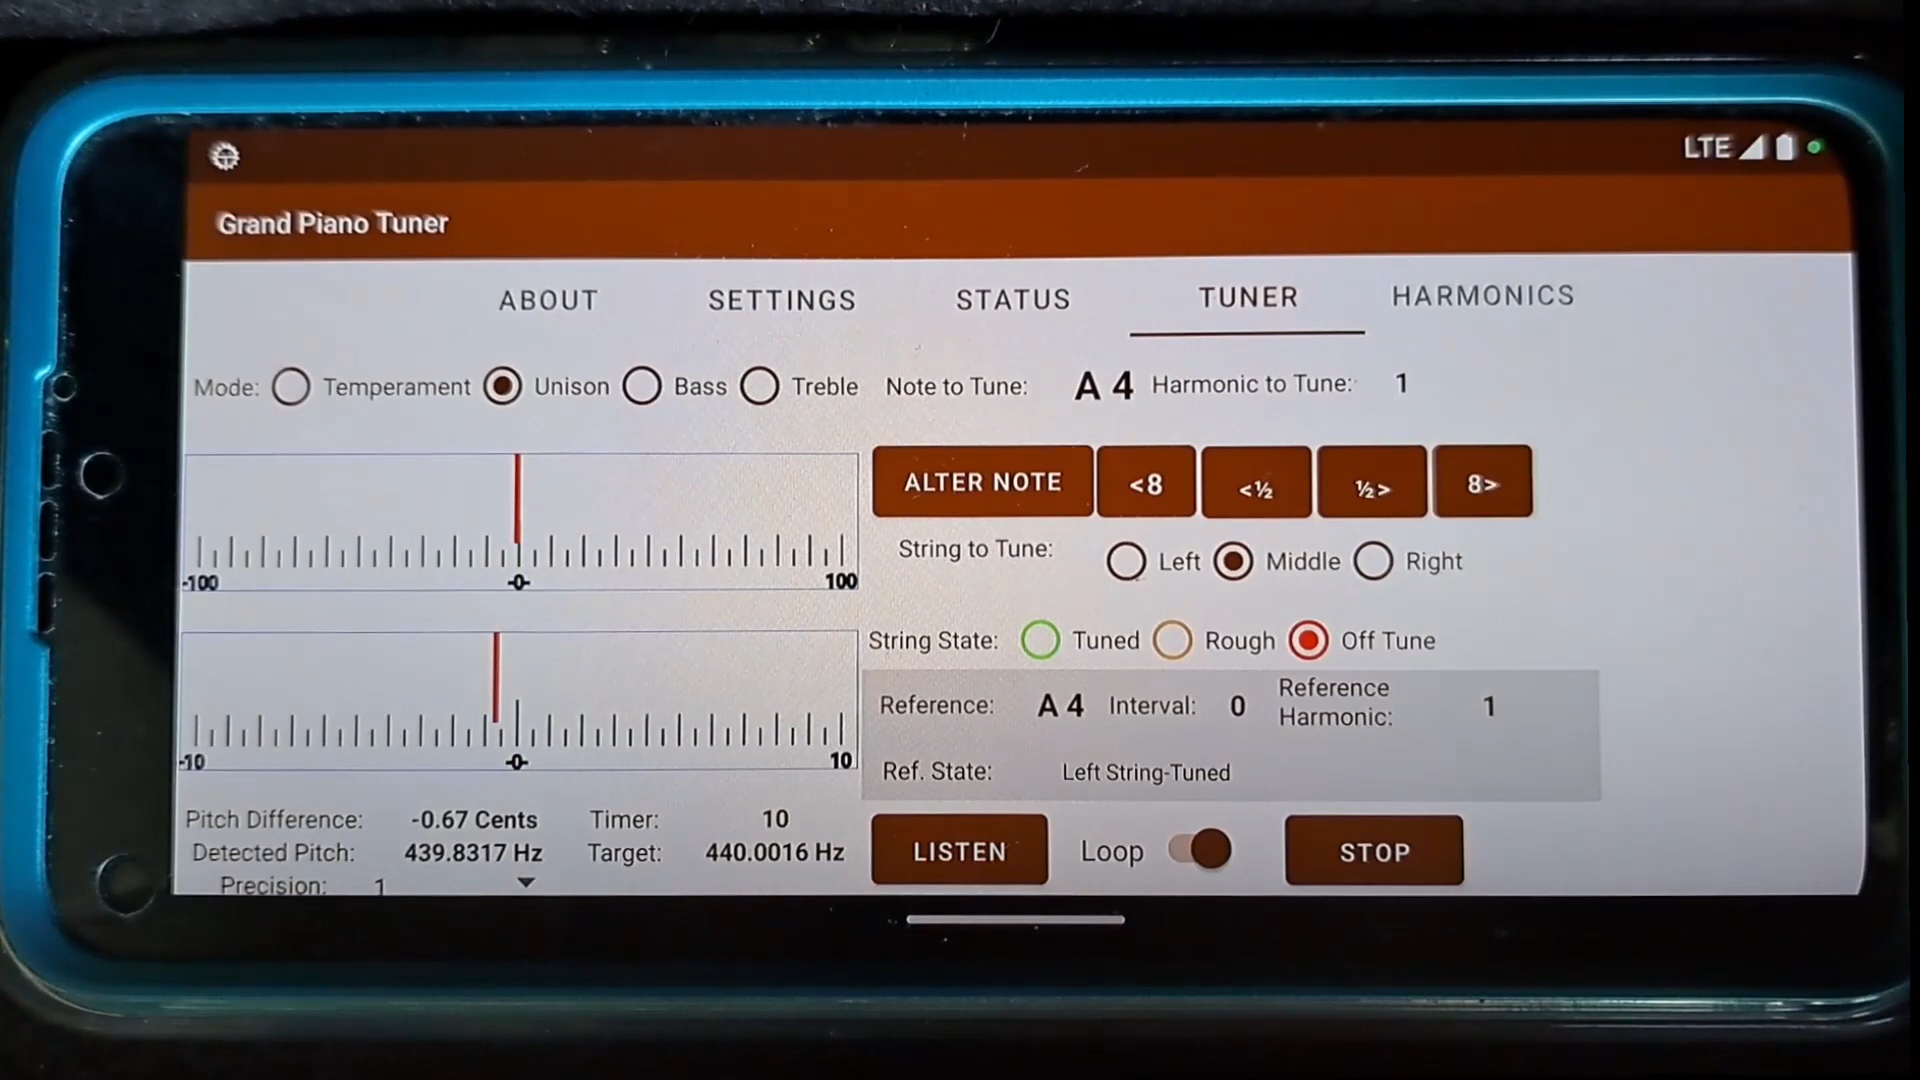 LTE
Grand Piano Tuner
ABOUT SETTINGS STATUS TUNER HARMONICS
Mode: Temperament Unison Bass Treble Note to Tune: A 4 Harmonic to Tune: 1
ALTER NOTE <8 <½ ½> 8>
-100 -0- 100
String to Tune: Left Middle Right
String State: Tuned Rough Off Tune
-10 -0- 10
Reference: A 4 Interval: 0 Reference Harmonic: 1
Ref. State: Left String-Tuned
Pitch Difference: -0.67 Cents Timer: 10
Detected Pitch: 439.8317 Hz Target: 440.0016 Hz
Precision: 1
LISTEN Loop STOP